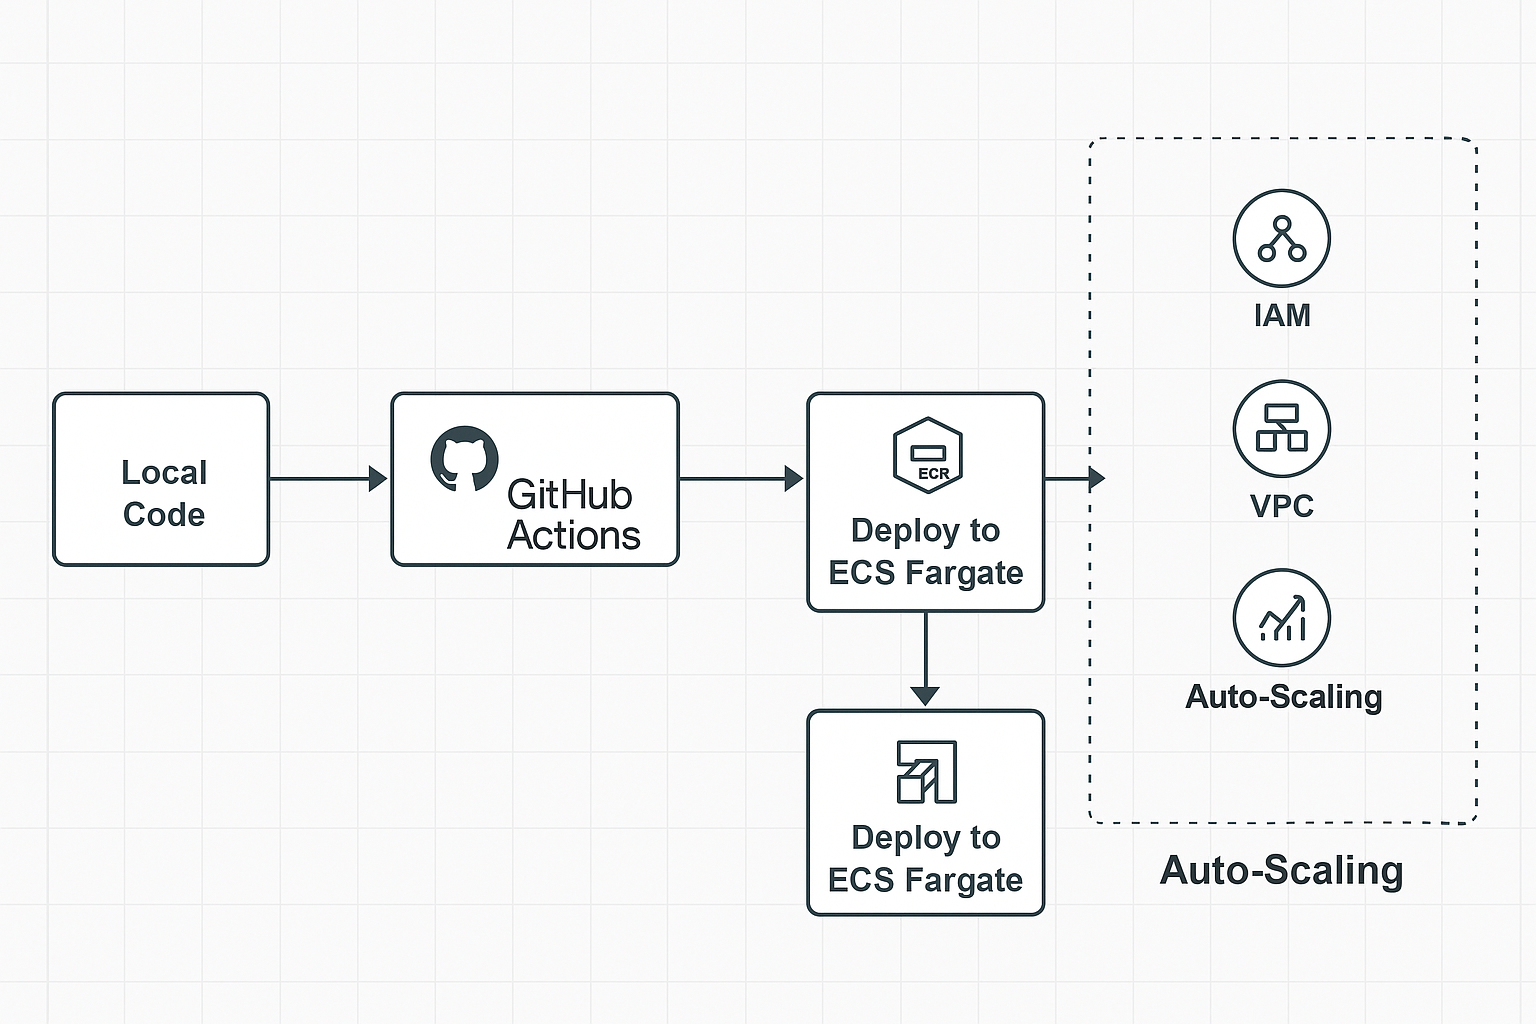 Local
Code
GitHub
Actions
ECR
Deploy to
ECS Fargate
Deploy to
ECS Fargate
IAM
VPC
Auto-Scaling
Auto-Scaling